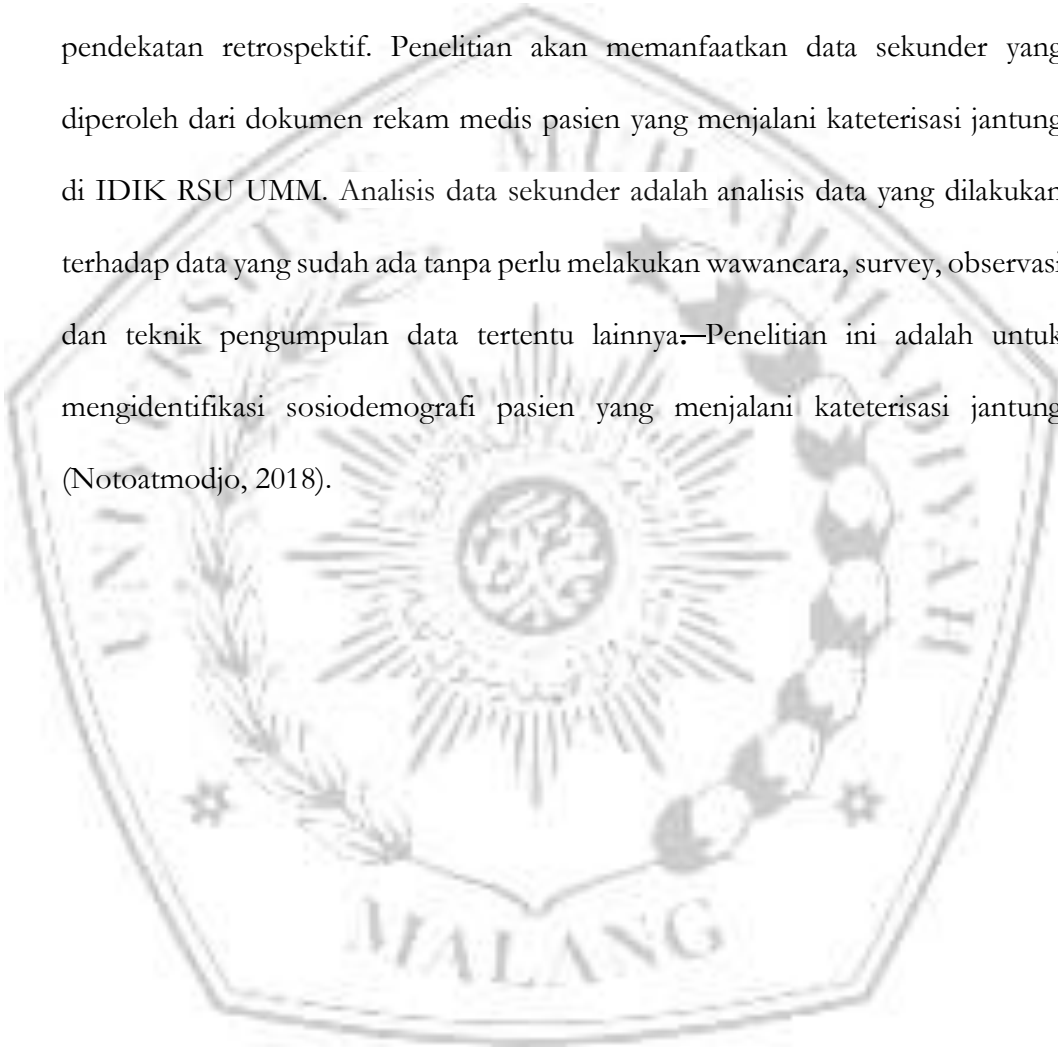 pendekatan retrospektif. Penelitian akan memanfaatkan data sekunder yang
diperoleh dari dokumen rekam medis pasien yang menjalani kateterisasi jantung
di IDIK RSU UMM. Analisis data sekunder adalah analisis data yang dilakukan
terhadap data yang sudah ada tanpa perlu melakukan wawancara, survey, observasi
dan teknik pengumpulan data tertentu lainnya. Penelitian ini adalah untuk
mengidentifikasi sosiodemografi pasien yang menjalani kateterisasi jantung
(Notoatmodjo, 2018).
UNIVERSITAS MUHAMMADIYAH
MALANG